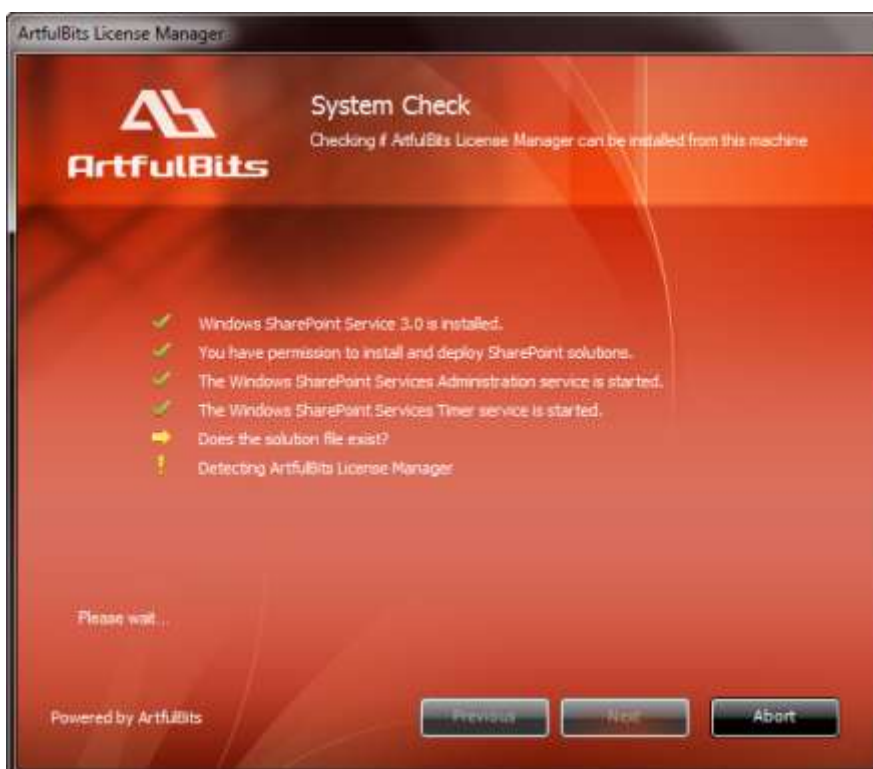 ArtfulBits License Manager
System Check
Checking if ArtfulBits License Manager can be installed from this machine
ArtfulBits
Windows SharePoint Service 3.0 is installed.
You have permission to install and deploy SharePoint solutions.
The Windows SharePoint Services Administration service is started.
The Windows SharePoint Services Timer service is started.
Does the solution file exist?
Detecting ArtfulBits License Manager
Please wait...
Powered by ArtfulBits
Previous Next Abort